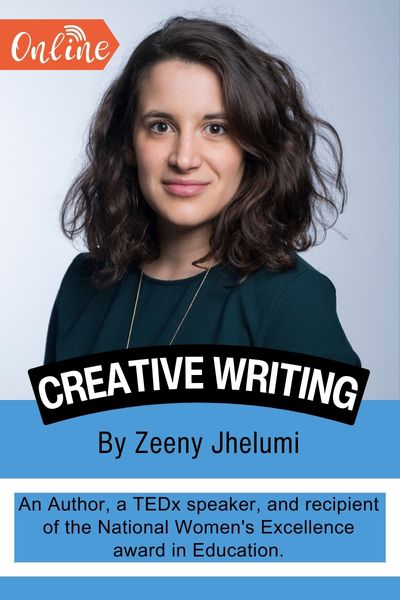 Online
CREATIVE WRITING
By Zeeny Jhelumi
An Author, a TEDx speaker, and recipient
of the National Women's Excellence
award in Education.